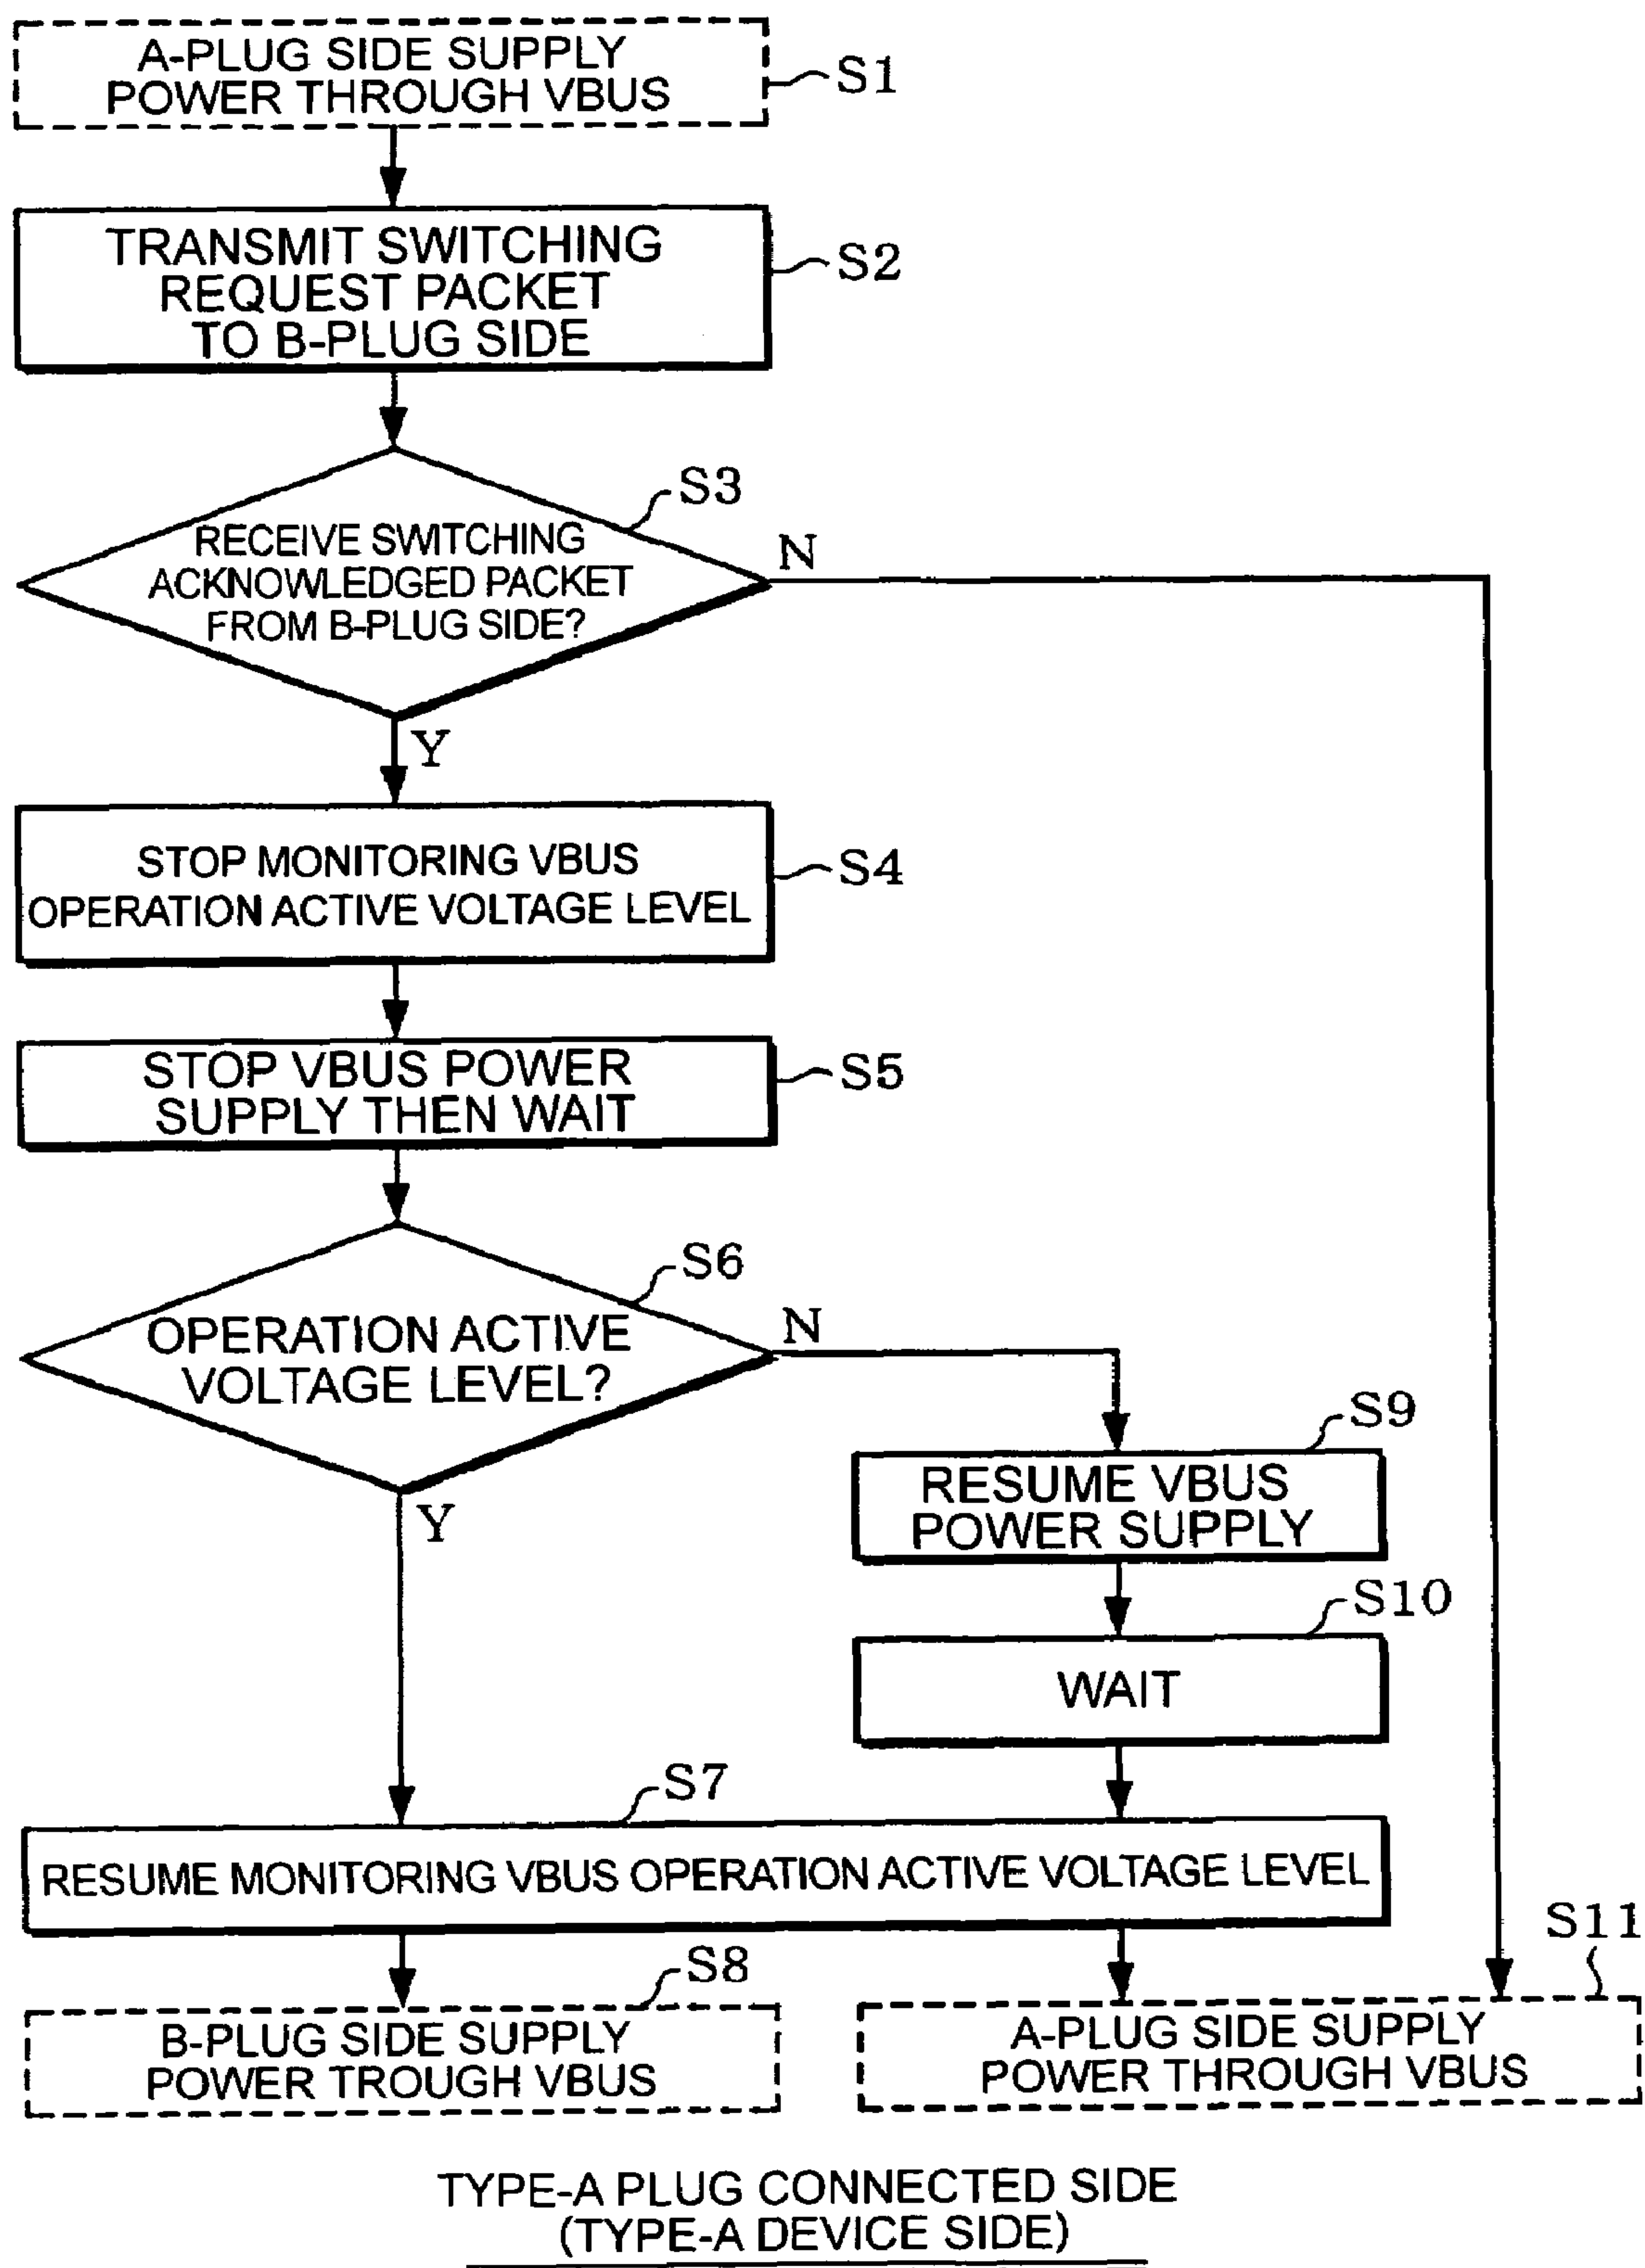 A-PLUG SIDE SUPPLY
POWER THROUGH VBUS
S1
TRANSMIT SWITCHING
REQUEST PACKET
TO B-PLUG SIDE
S2
S3
RECEIVE SWITCHING
ACKNOWLEDGED PACKET
FROM B-PLUG SIDE?
N
Y
STOP MONITORING VBUS
OPERATION ACTIVE VOLTAGE LEVEL
S4
STOP VBUS POWER
SUPPLY THEN WAIT
S5
S6
OPERATION ACTIVE
VOLTAGE LEVEL?
N
Y
S9
RESUME VBUS
POWER SUPPLY
S10
WAIT
S7
RESUME MONITORING VBUS OPERATION ACTIVE VOLTAGE LEVEL
S8
B-PLUG SIDE SUPPLY
POWER TROUGH VBUS
S11
A-PLUG SIDE SUPPLY
POWER THROUGH VBUS
TYPE-A PLUG CONNECTED SIDE
(TYPE-A DEVICE SIDE)